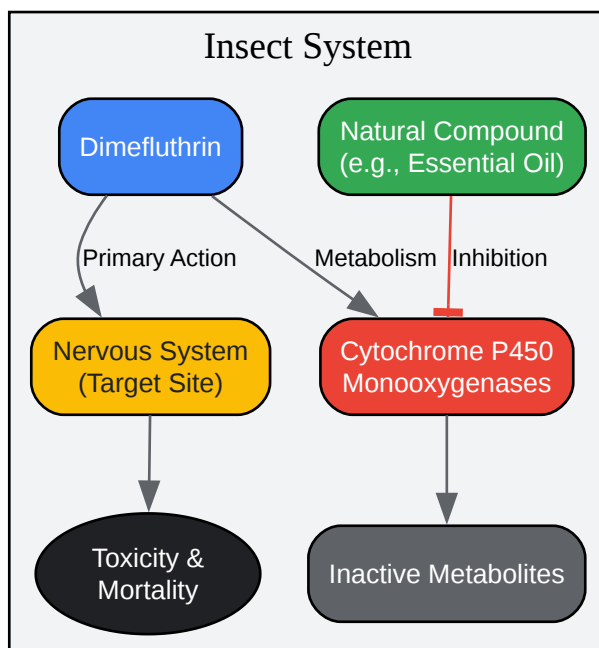 Insect System
Dimefluthrin
Natural Compound
(e.g., Essential Oil)
Primary Action
Metabolism
Inhibition
Nervous System
(Target Site)
Cytochrome P450
Monooxygenases
Toxicity &
Mortality
Inactive Metabolites